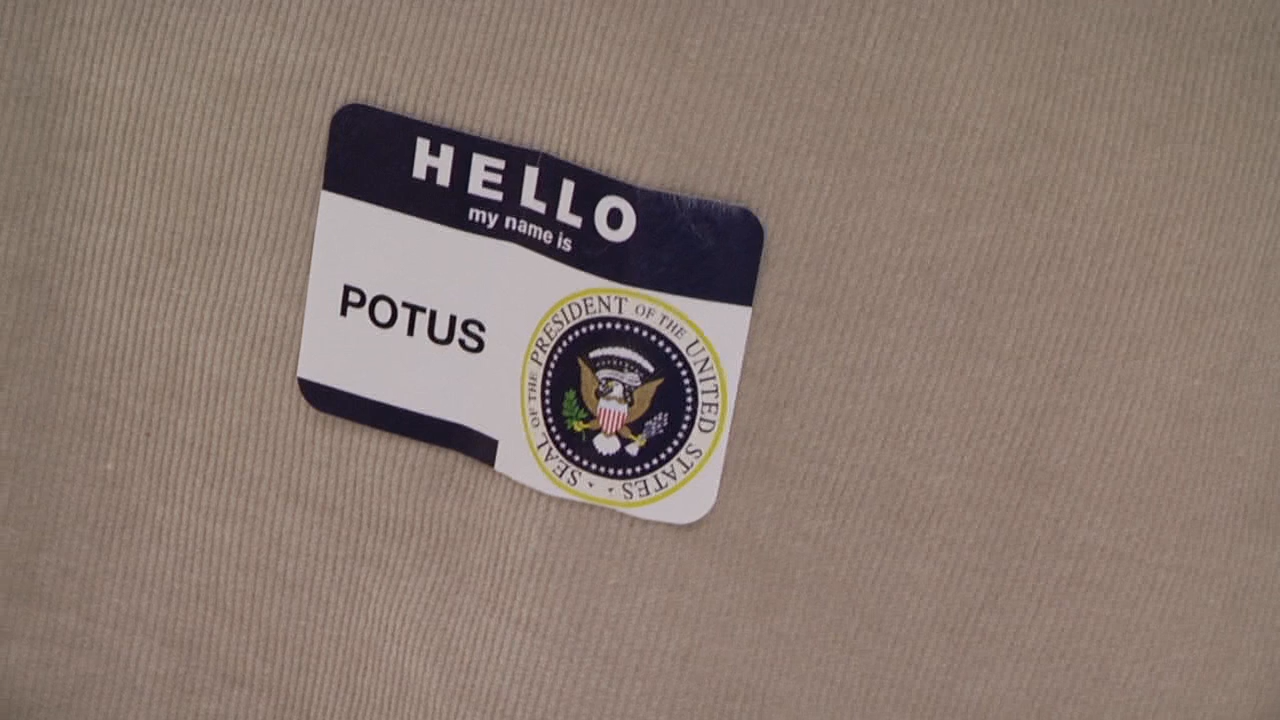 HELLO
my name is
POTUS
SEAL OF THE PRESIDENT OF THE UNITED STATES